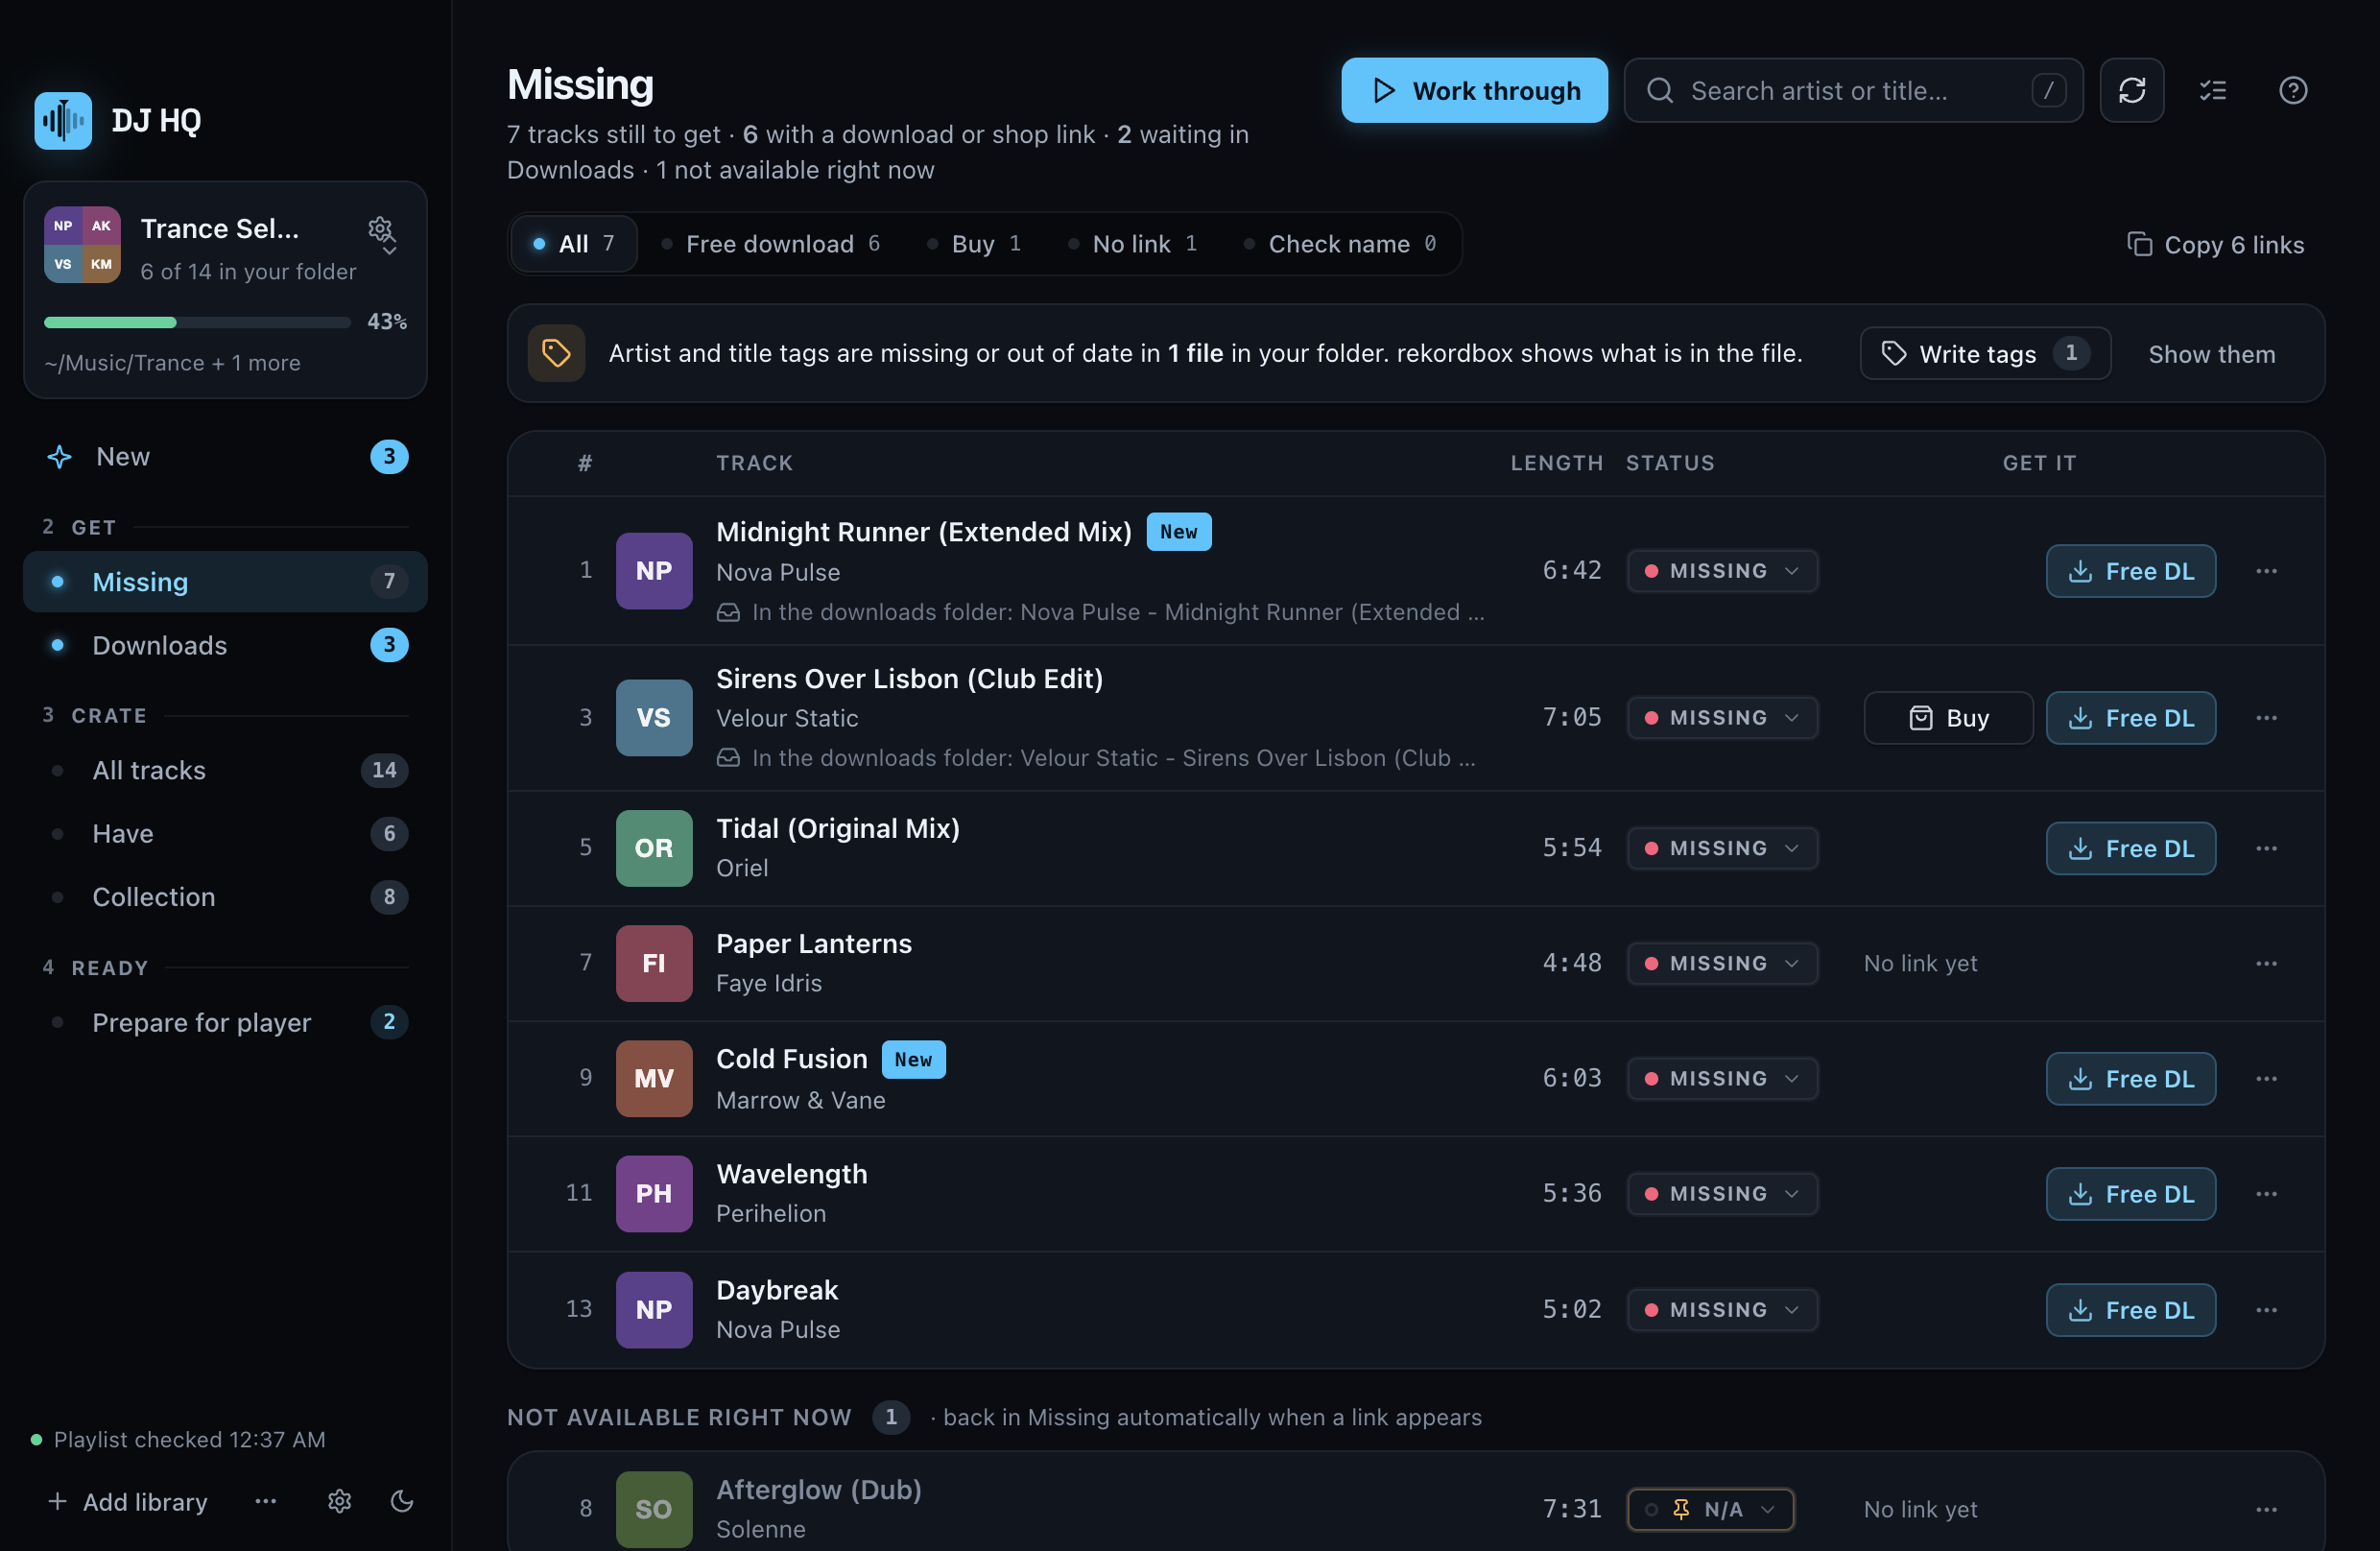 DJ HQ
NP AK
VS KM
Trance Sel...
6 of 14 in your folder
43%
~/Music/Trance + 1 more
New 3
2 GET
Missing 7
Downloads 3
3 CRATE
All tracks 14
Have 6
Collection 8
4 READY
Prepare for player 2
Playlist checked 12:37 AM
Add library
Missing
7 tracks still to get · 6 with a download or shop link · 2 waiting in
Downloads · 1 not available right now
Work through
Search artist or title... /
All 7 Free download 6 Buy 1 No link 1 Check name 0
Copy 6 links
Artist and title tags are missing or out of date in 1 file in your folder. rekordbox shows what is in the file.
Write tags 1
Show them
# TRACK LENGTH STATUS GET IT
1 NP Midnight Runner (Extended Mix) New
Nova Pulse
In the downloads folder: Nova Pulse - Midnight Runner (Extended ...
6:42 MISSING Free DL
3 VS Sirens Over Lisbon (Club Edit)
Velour Static
In the downloads folder: Velour Static - Sirens Over Lisbon (Club ...
7:05 MISSING Buy Free DL
5 OR Tidal (Original Mix)
Oriel
5:54 MISSING Free DL
7 FI Paper Lanterns
Faye Idris
4:48 MISSING No link yet
9 MV Cold Fusion New
Marrow & Vane
6:03 MISSING Free DL
11 PH Wavelength
Perihelion
5:36 MISSING Free DL
13 NP Daybreak
Nova Pulse
5:02 MISSING Free DL
NOT AVAILABLE RIGHT NOW 1 · back in Missing automatically when a link appears
8 SO Afterglow (Dub)
Solenne
7:31 N/A No link yet